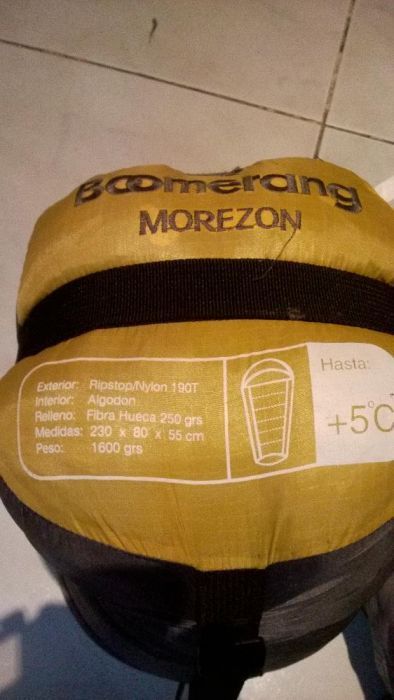 Boomerang
MOREZON
Exterior: Ripstop/Nylon 190T
Interior: Algodon
Relleno: Fibra Hueca 250 grs
Medidas: 230 x 80 x 55 cm
Peso: 1600 grs
Hasta:
+5°C